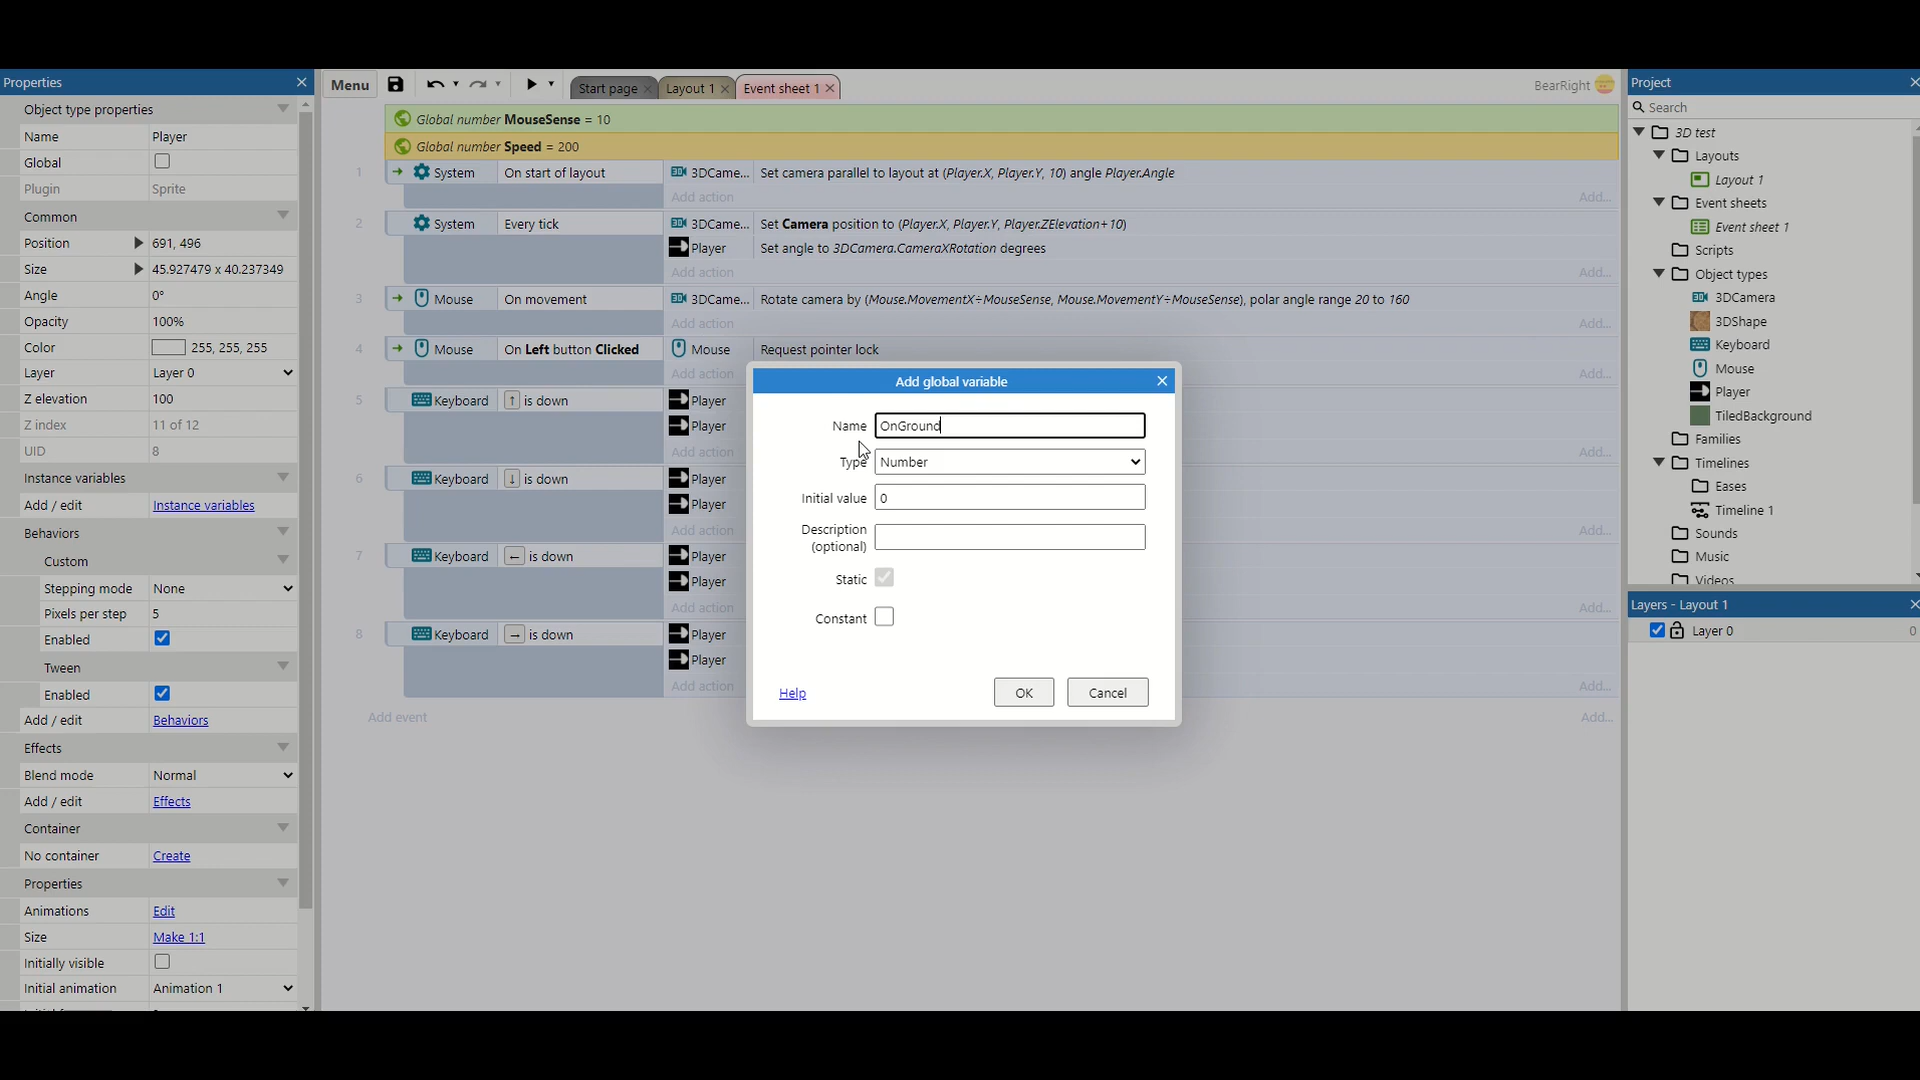 Properties
Object type properties
Name Player
Global
Plugin Sprite
Common
Position 691, 496
Size 45.927479 x 40.237349
Angle 0°
Opacity 100%
Color 255, 255, 255
Layer Layer 0
Z elevation 100
Z index 11 of 12
UID 8
Instance variables
Add / edit Instance variables
Behaviors
Custom
Stepping mode None
Pixels per step 5
Enabled
Tween
Enabled
Add / edit Behaviors
Effects
Blend mode Normal
Add / edit Effects
Container
No container Create
Properties
Animations Edit
Size Make 1:1
Initially visible
Initial animation Animation 1
Menu Start page Layout 1 Event sheet 1 BearRight
Global number MouseSense = 10
Global number Speed = 200
1 System On start of layout 3DCame... Set camera parallel to layout at (Player.X, Player.Y, 10) angle Player.Angle
Add action Add...
2 System Every tick 3DCame... Set Camera position to (Player.X, Player.Y, Player.ZElevation+10)
Player Set angle to 3DCamera.CameraXRotation degrees
Add action Add...
3 Mouse On movement 3DCame... Rotate camera by (Mouse.MovementX÷MouseSense, Mouse.MovementY÷MouseSense), polar angle range 20 to 160
Add action Add...
4 Mouse On Left button Clicked Mouse Request pointer lock
Add action Add...
5 Keyboard ↑ is down Player
Player
Add action Add...
6 Keyboard ↓ is down Player
Player
Add action Add...
7 Keyboard ← is down Player
Player
Add action Add...
8 Keyboard → is down Player
Player
Add action Add...
Add event Add...
Add global variable
Name OnGround
Type Number
Initial value 0
Description
(optional)
Static
Constant
Help OK Cancel
Project
Search
3D test
Layouts
Layout 1
Event sheets
Event sheet 1
Scripts
Object types
3DCamera
3DShape
Keyboard
Mouse
Player
TiledBackground
Families
Timelines
Eases
Timeline 1
Sounds
Music
Videos
Layers - Layout 1
Layer 0 0